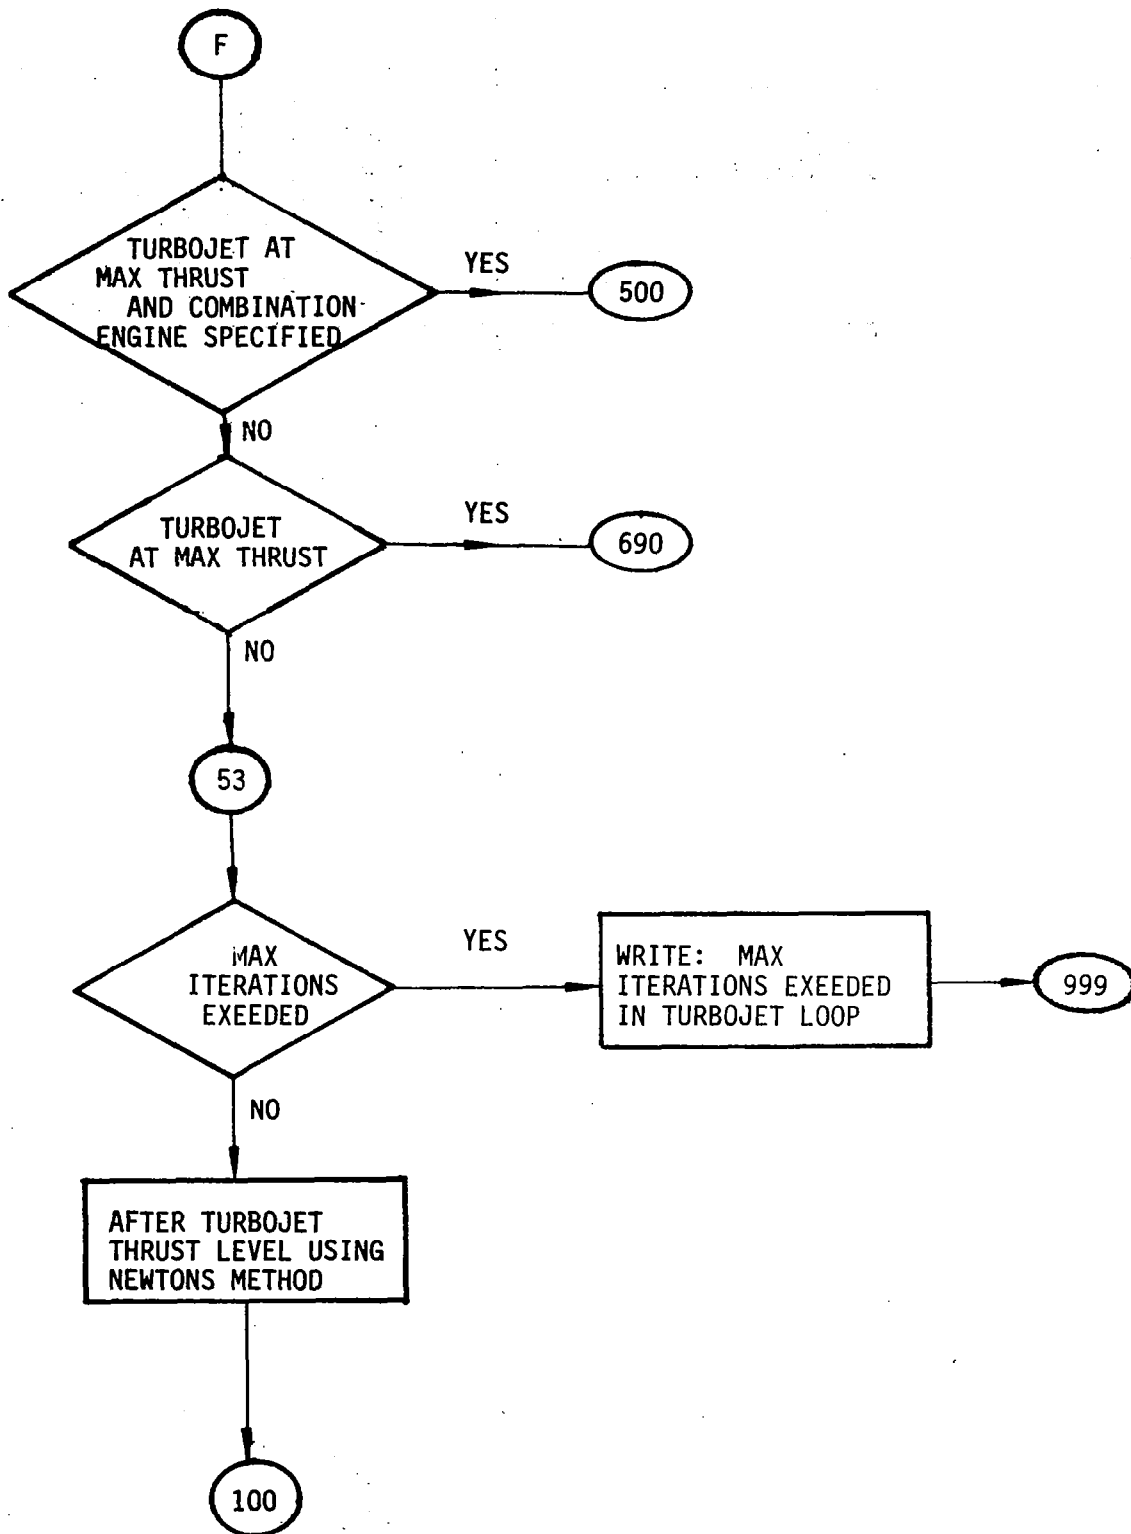 F
TURBOJET AT
MAX THRUST
AND COMBINATION
ENGINE SPECIFIED
YES
500
NO
TURBOJET
AT MAX THRUST
YES
690
NO
53
MAX
ITERATIONS
EXEEDED
YES
WRITE: MAX
ITERATIONS EXEEDED
IN TURBOJET LOOP
999
NO
AFTER TURBOJET
THRUST LEVEL USING
NEWTONS METHOD
100